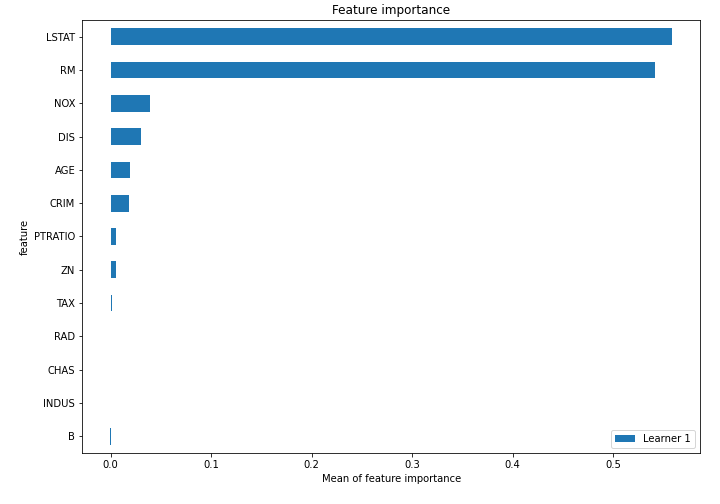 Feature importance
LSTAT
RM
NOX
DIS
AGE
CRIM
PTRATIO
ZN
TAX
RAD
CHAS
INDUS
B
feature
Learner 1
0.0 0.1 0.2 0.3 0.4 0.5
Mean of feature importance